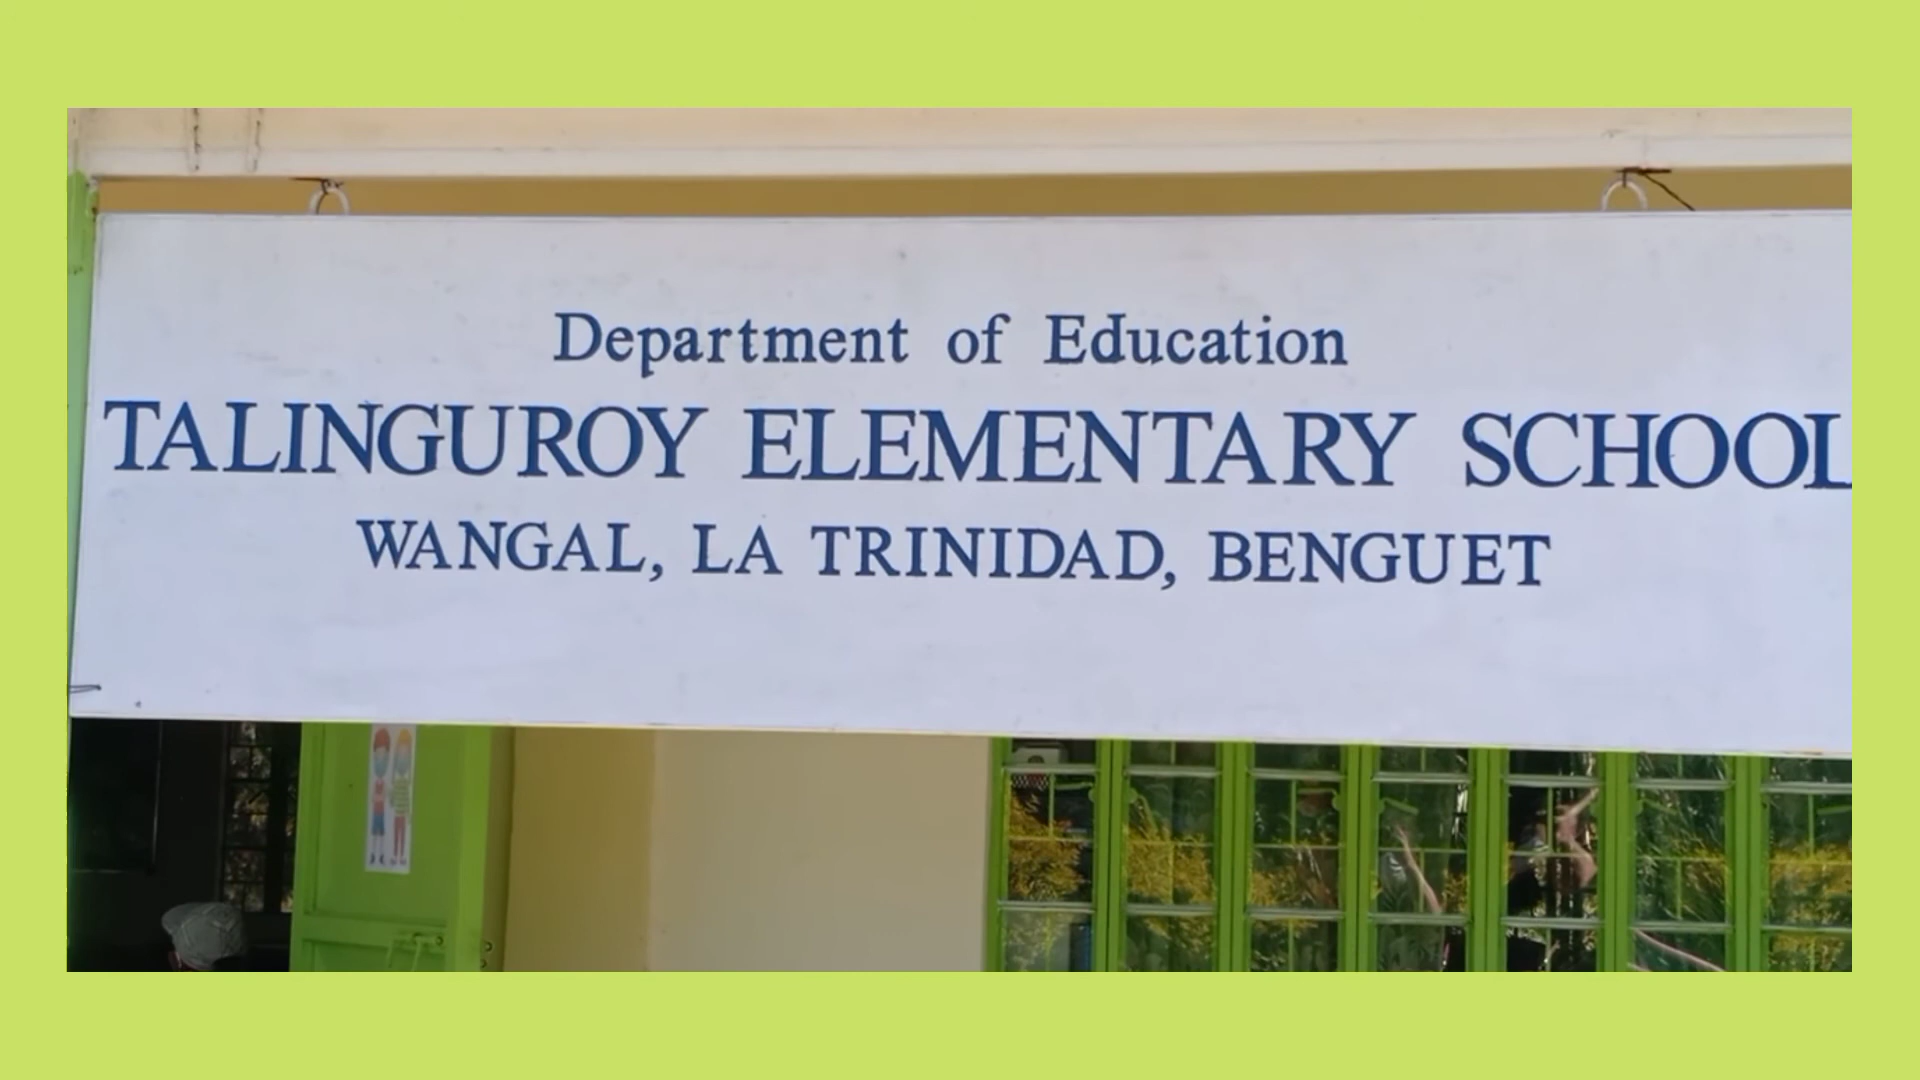 Department of Education
TALINGUROY ELEMENTARY SCHOOL
WANGAL, LA TRINIDAD, BENGUET